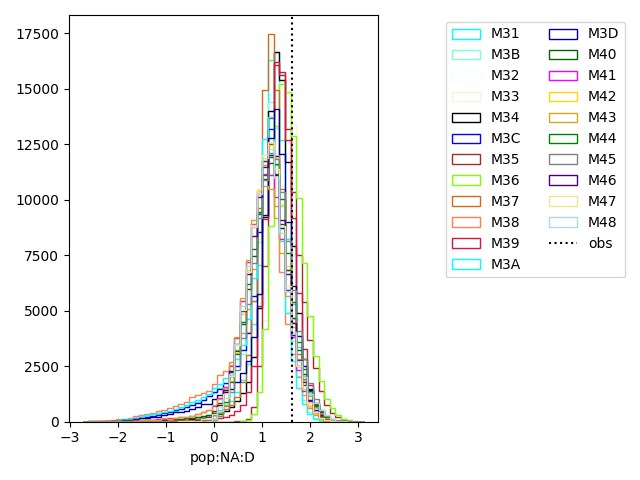 17500
15000
12500
10000
7500
5000
2500
0
−3 −2 −1 0 1 2 3
pop:NA:D
M31 M3D
M3B M40
M32 M41
M33 M42
M34 M43
M3C M44
M35 M45
M36 M46
M37 M47
M38 M48
M39 obs
M3A